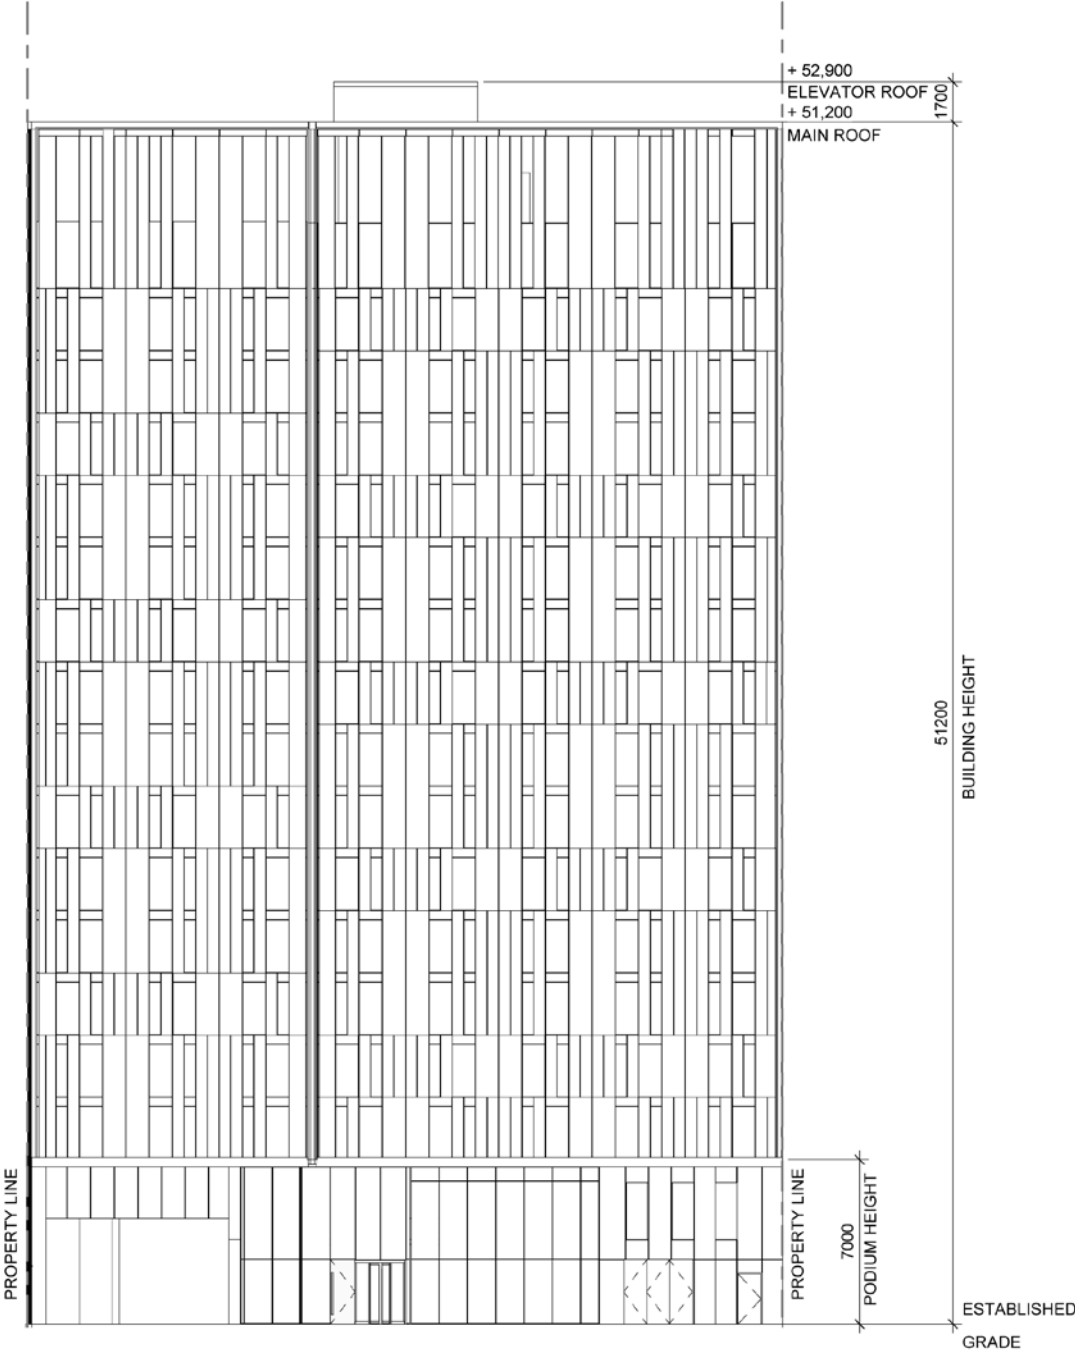 + 52,900
ELEVATOR ROOF
+ 51,200
MAIN ROOF
1700
51200
BUILDING HEIGHT
PROPERTY LINE
PROPERTY LINE
7000
PODIUM HEIGHT
ESTABLISHED
GRADE